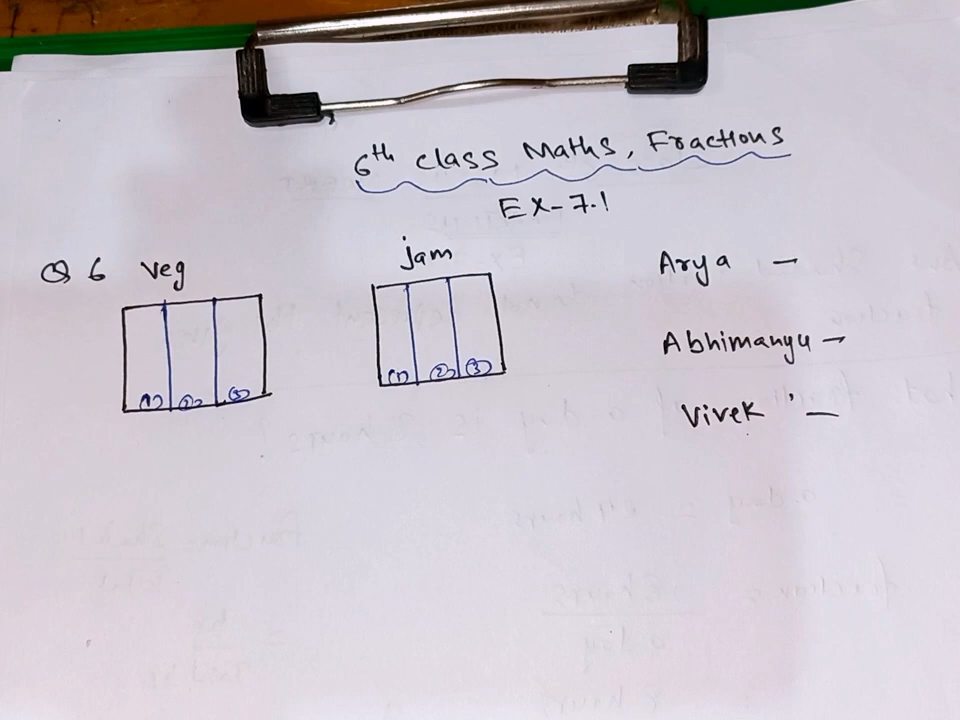 6th class Maths, Fractions
EX-7.1
Q 6 veg jam
(1) (2) (3) (1) (2) (3)
Arya —
Abhimanyu —
Vivek —